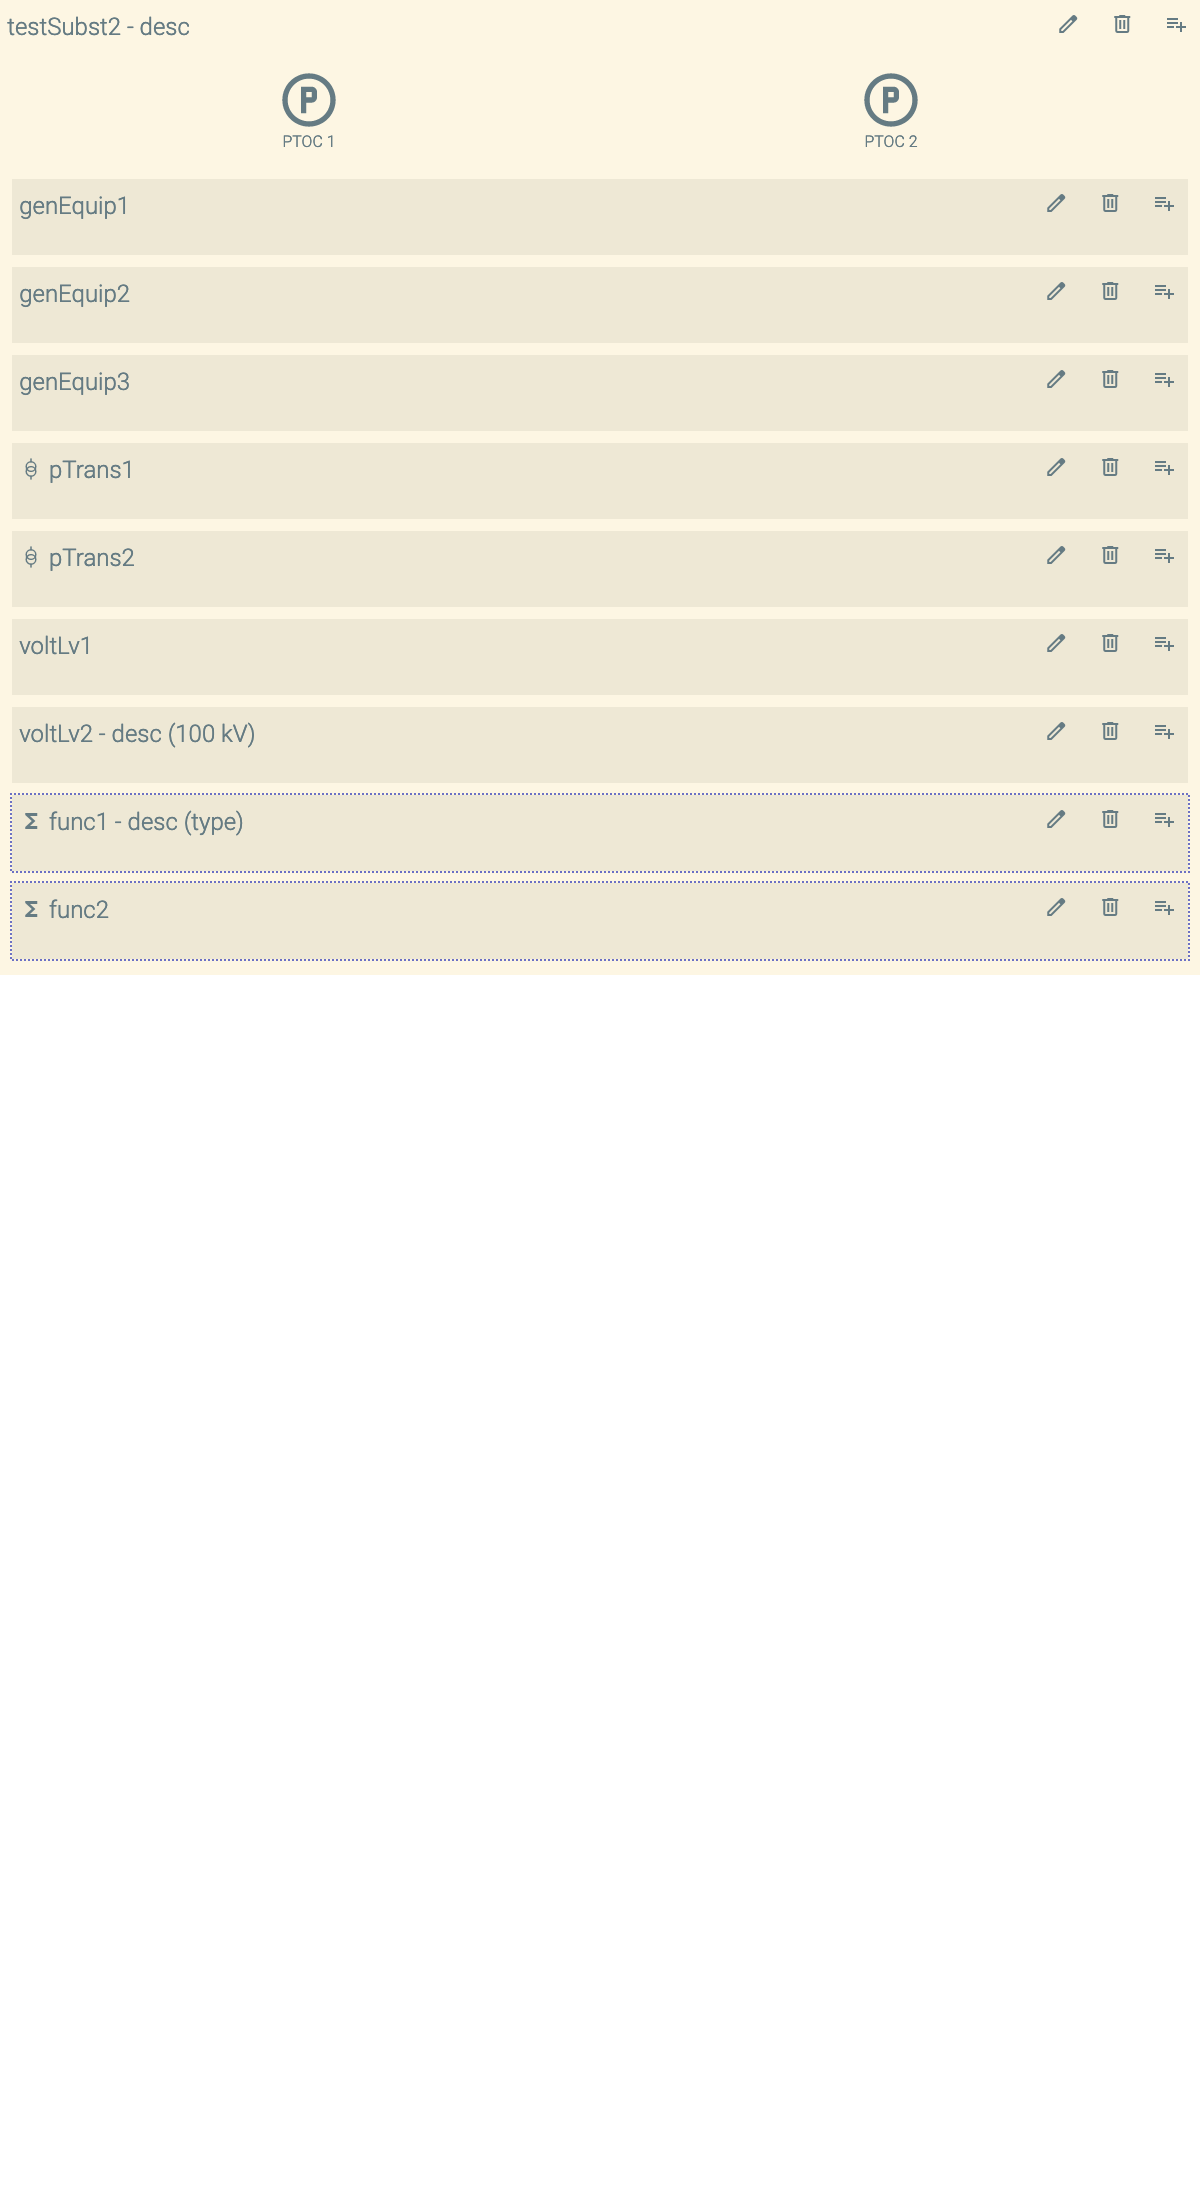 testSubst2 - desc
P P
PTOC 1 PTOC 2
genEquip1
genEquip2
genEquip3
pTrans1
pTrans2
voltLv1
voltLv2 - desc (100 kV)
Σ func1 - desc (type)
Σ func2